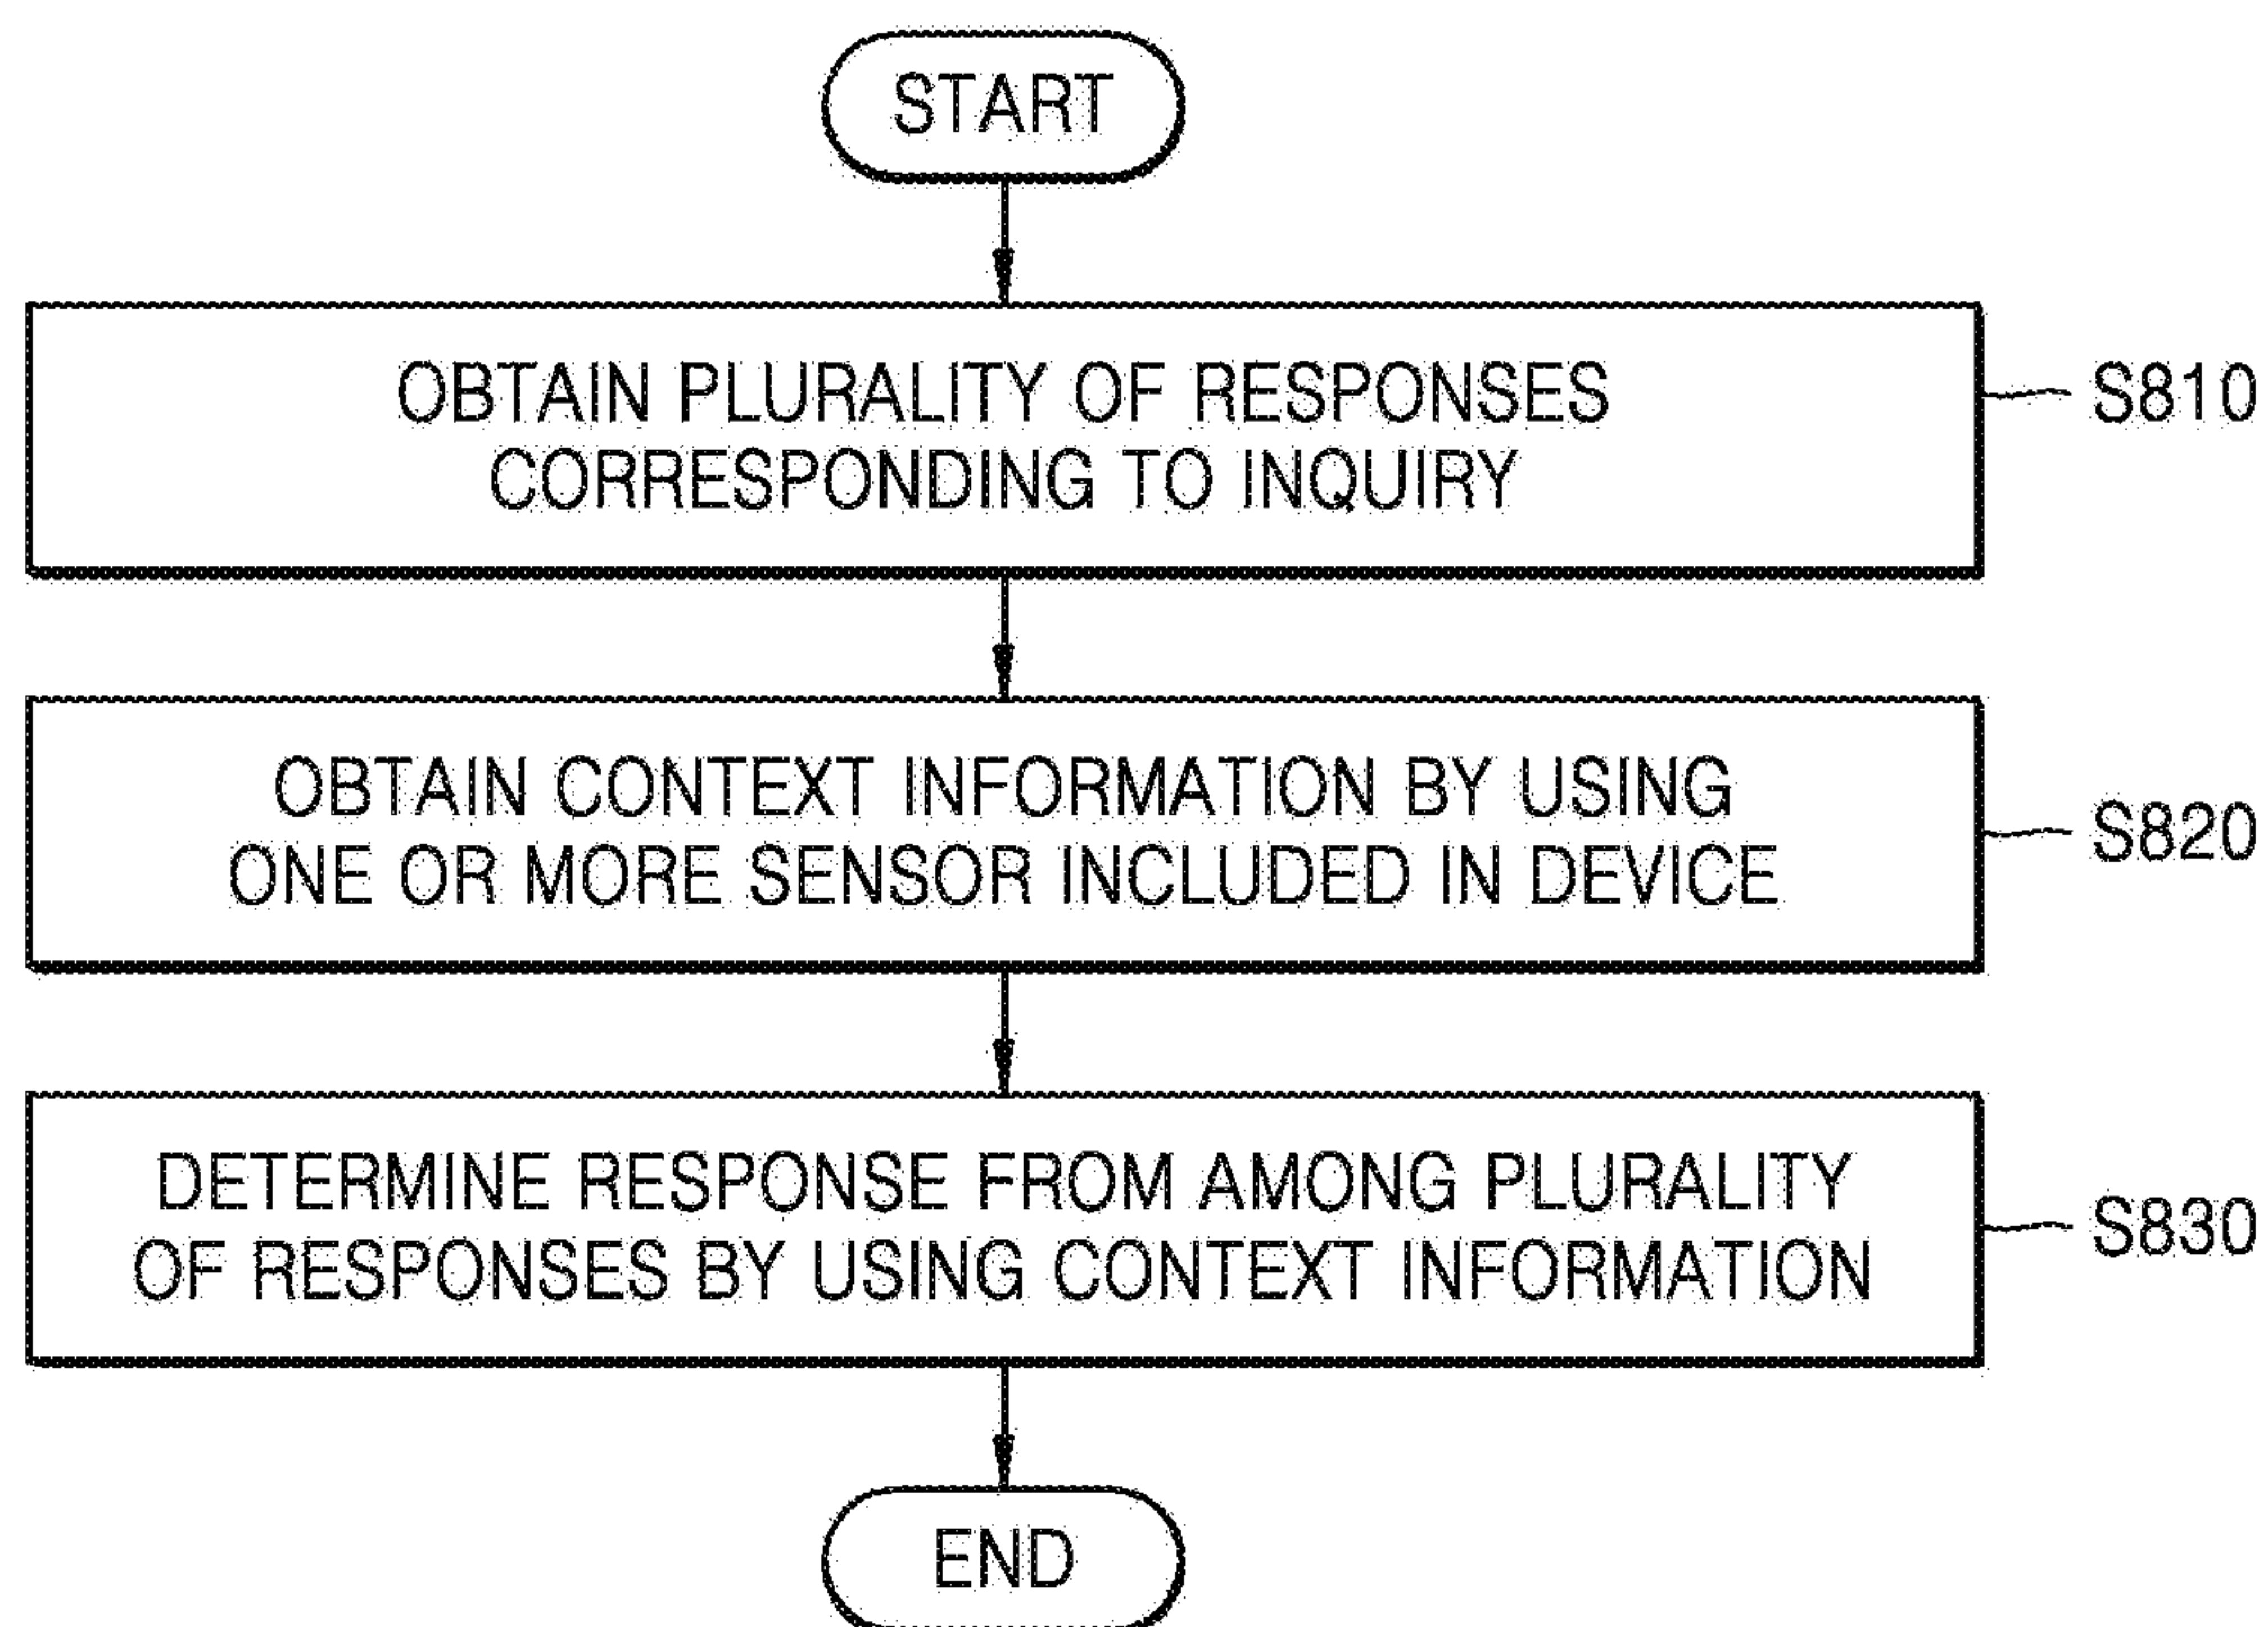 START
OBTAIN PLURALITY OF RESPONSES
CORRESPONDING TO INQUIRY
S810
OBTAIN CONTEXT INFORMATION BY USING
ONE OR MORE SENSOR INCLUDED IN DEVICE
S820
DETERMINE RESPONSE FROM AMONG PLURALITY
OF RESPONSES BY USING CONTEXT INFORMATION
S830
END